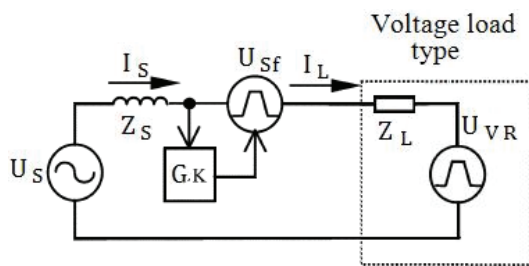 Voltage load
type
U Sf
I S
I L
Z S
Z L
U VR
U S
G.K